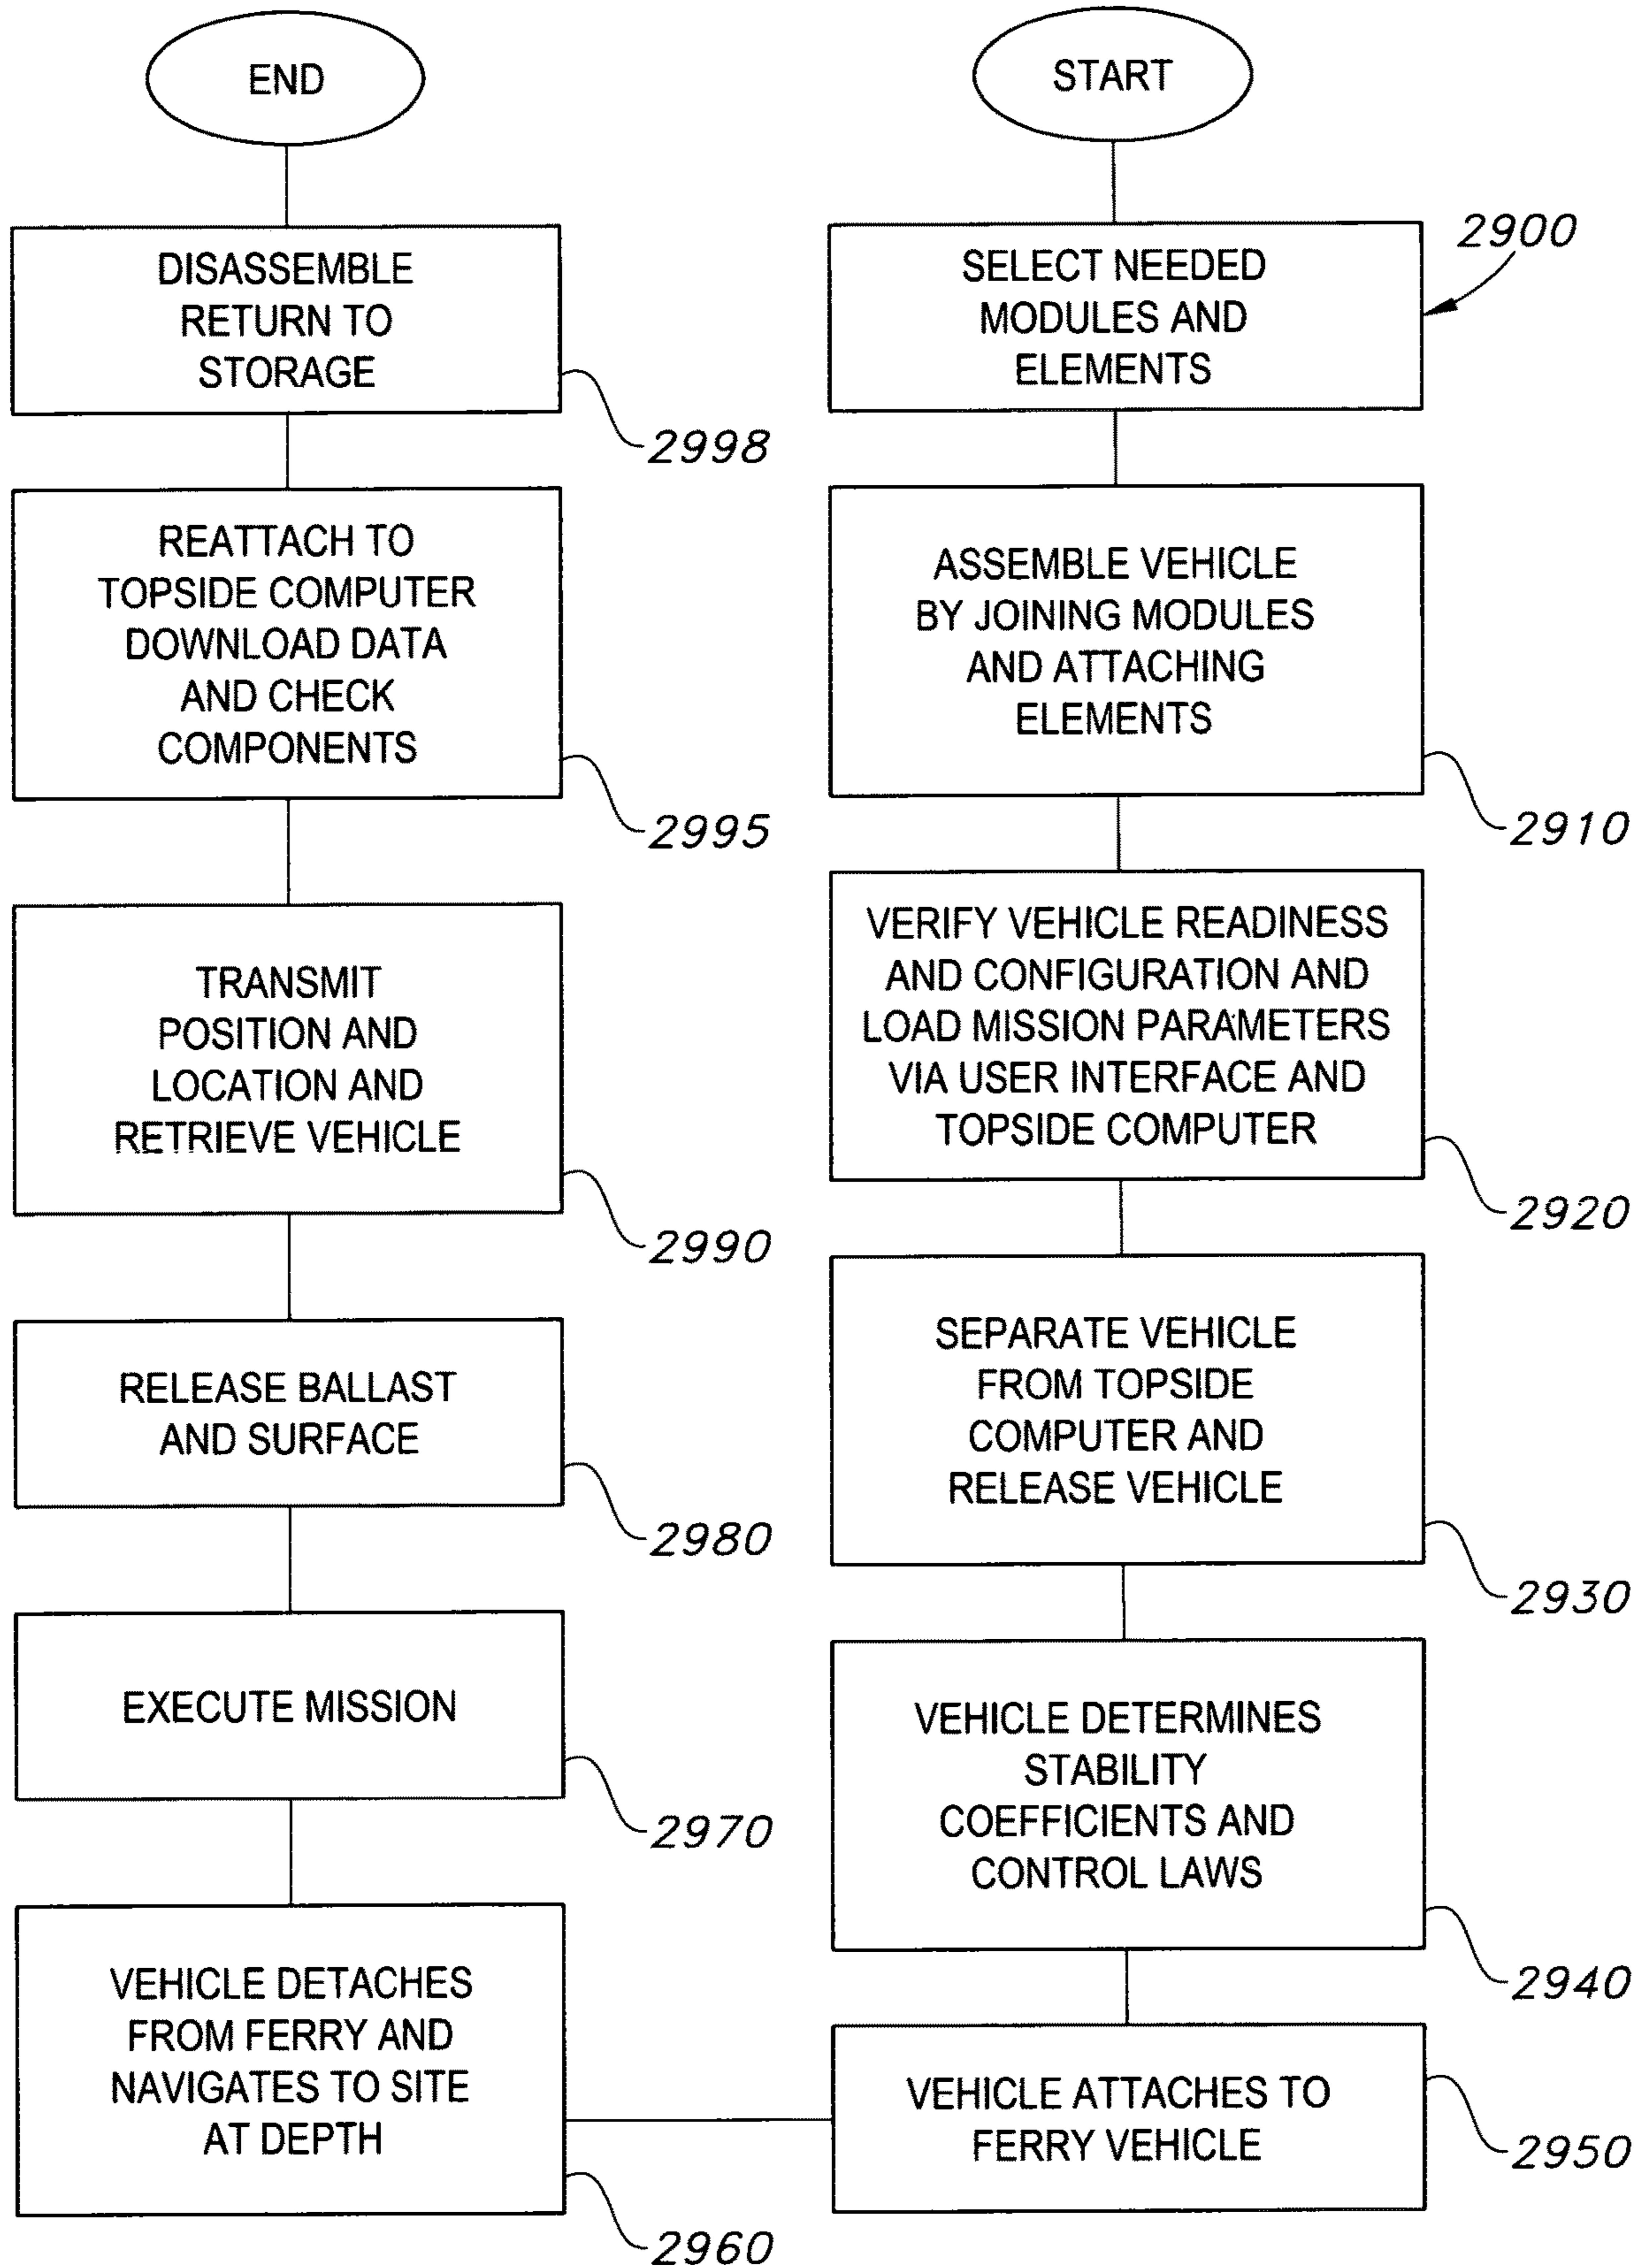 START
SELECT NEEDED
MODULES AND
ELEMENTS
2900
ASSEMBLE VEHICLE
BY JOINING MODULES
AND ATTACHING
ELEMENTS
2910
VERIFY VEHICLE READINESS
AND CONFIGURATION AND
LOAD MISSION PARAMETERS
VIA USER INTERFACE AND
TOPSIDE COMPUTER
2920
SEPARATE VEHICLE
FROM TOPSIDE
COMPUTER AND
RELEASE VEHICLE
2930
VEHICLE DETERMINES
STABILITY
COEFFICIENTS AND
CONTROL LAWS
2940
VEHICLE ATTACHES TO
FERRY VEHICLE
2950
VEHICLE DETACHES
FROM FERRY AND
NAVIGATES TO SITE
AT DEPTH
2960
EXECUTE MISSION
2970
RELEASE BALLAST
AND SURFACE
2980
TRANSMIT
POSITION AND
LOCATION AND
RETRIEVE VEHICLE
2990
REATTACH TO
TOPSIDE COMPUTER
DOWNLOAD DATA
AND CHECK
COMPONENTS
2995
DISASSEMBLE
RETURN TO
STORAGE
2998
END